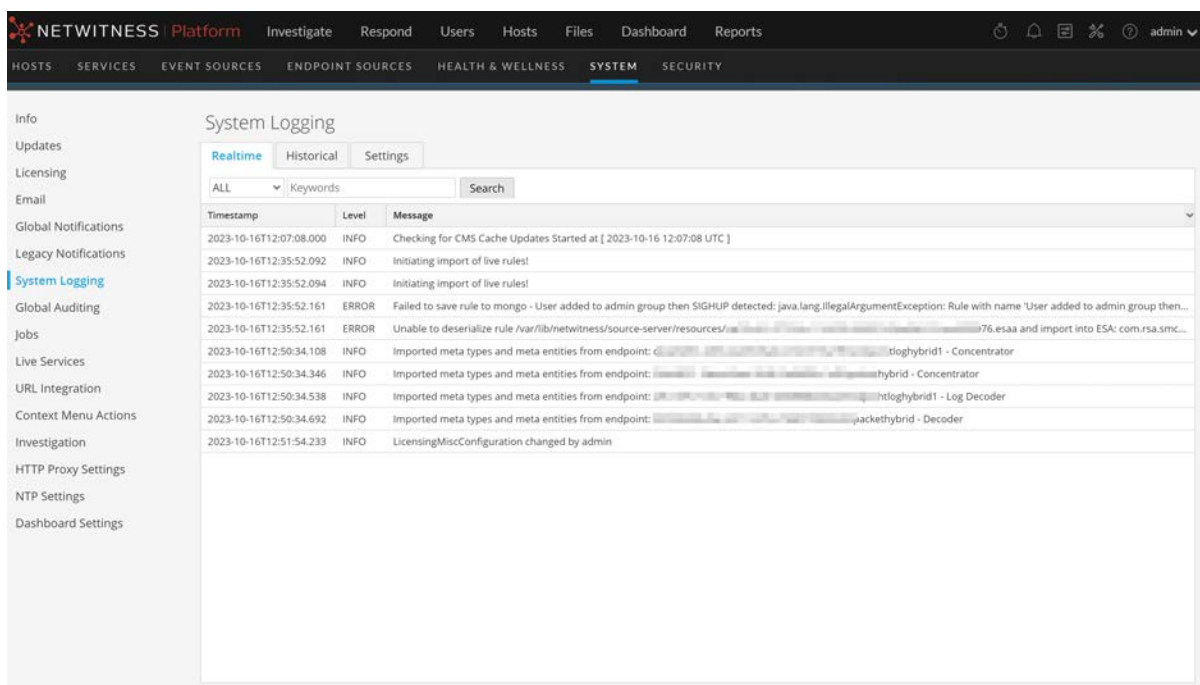 NETWITNESS Platform Investigate Respond Users Hosts Files Dashboard Reports admin
HOSTS SERVICES EVENT SOURCES ENDPOINT SOURCES HEALTH & WELLNESS SYSTEM SECURITY
Info
Updates
Licensing
Email
Global Notifications
Legacy Notifications
System Logging
Global Auditing
Jobs
Live Services
URL Integration
Context Menu Actions
Investigation
HTTP Proxy Settings
NTP Settings
Dashboard Settings
System Logging
Realtime Historical Settings
ALL Keywords Search
Timestamp Level Message
2023-10-16T12:07:08.000 INFO Checking for CMS Cache Updates Started at [ 2023-10-16 12:07:08 UTC ]
2023-10-16T12:35:52.092 INFO Initiating import of live rules!
2023-10-16T12:35:52.094 INFO Initiating import of live rules!
2023-10-16T12:35:52.161 ERROR Failed to save rule to mongo - User added to admin group then SIGHUP detected: java.lang.IllegalArgumentException: Rule with name 'User added to admin group then...
2023-10-16T12:35:52.161 ERROR Unable to deserialize rule /var/lib/netwitness/source-server/resources/ 76.esaa and import into ESA: com.rsa.smc...
2023-10-16T12:50:34.108 INFO Imported meta types and meta entities from endpoint: tloghybrid1 - Concentrator
2023-10-16T12:50:34.346 INFO Imported meta types and meta entities from endpoint: hybrid - Concentrator
2023-10-16T12:50:34.538 INFO Imported meta types and meta entities from endpoint: htloghybrid1 - Log Decoder
2023-10-16T12:50:34.692 INFO Imported meta types and meta entities from endpoint: packethybrid - Decoder
2023-10-16T12:51:54.233 INFO LicensingMiscConfiguration changed by admin